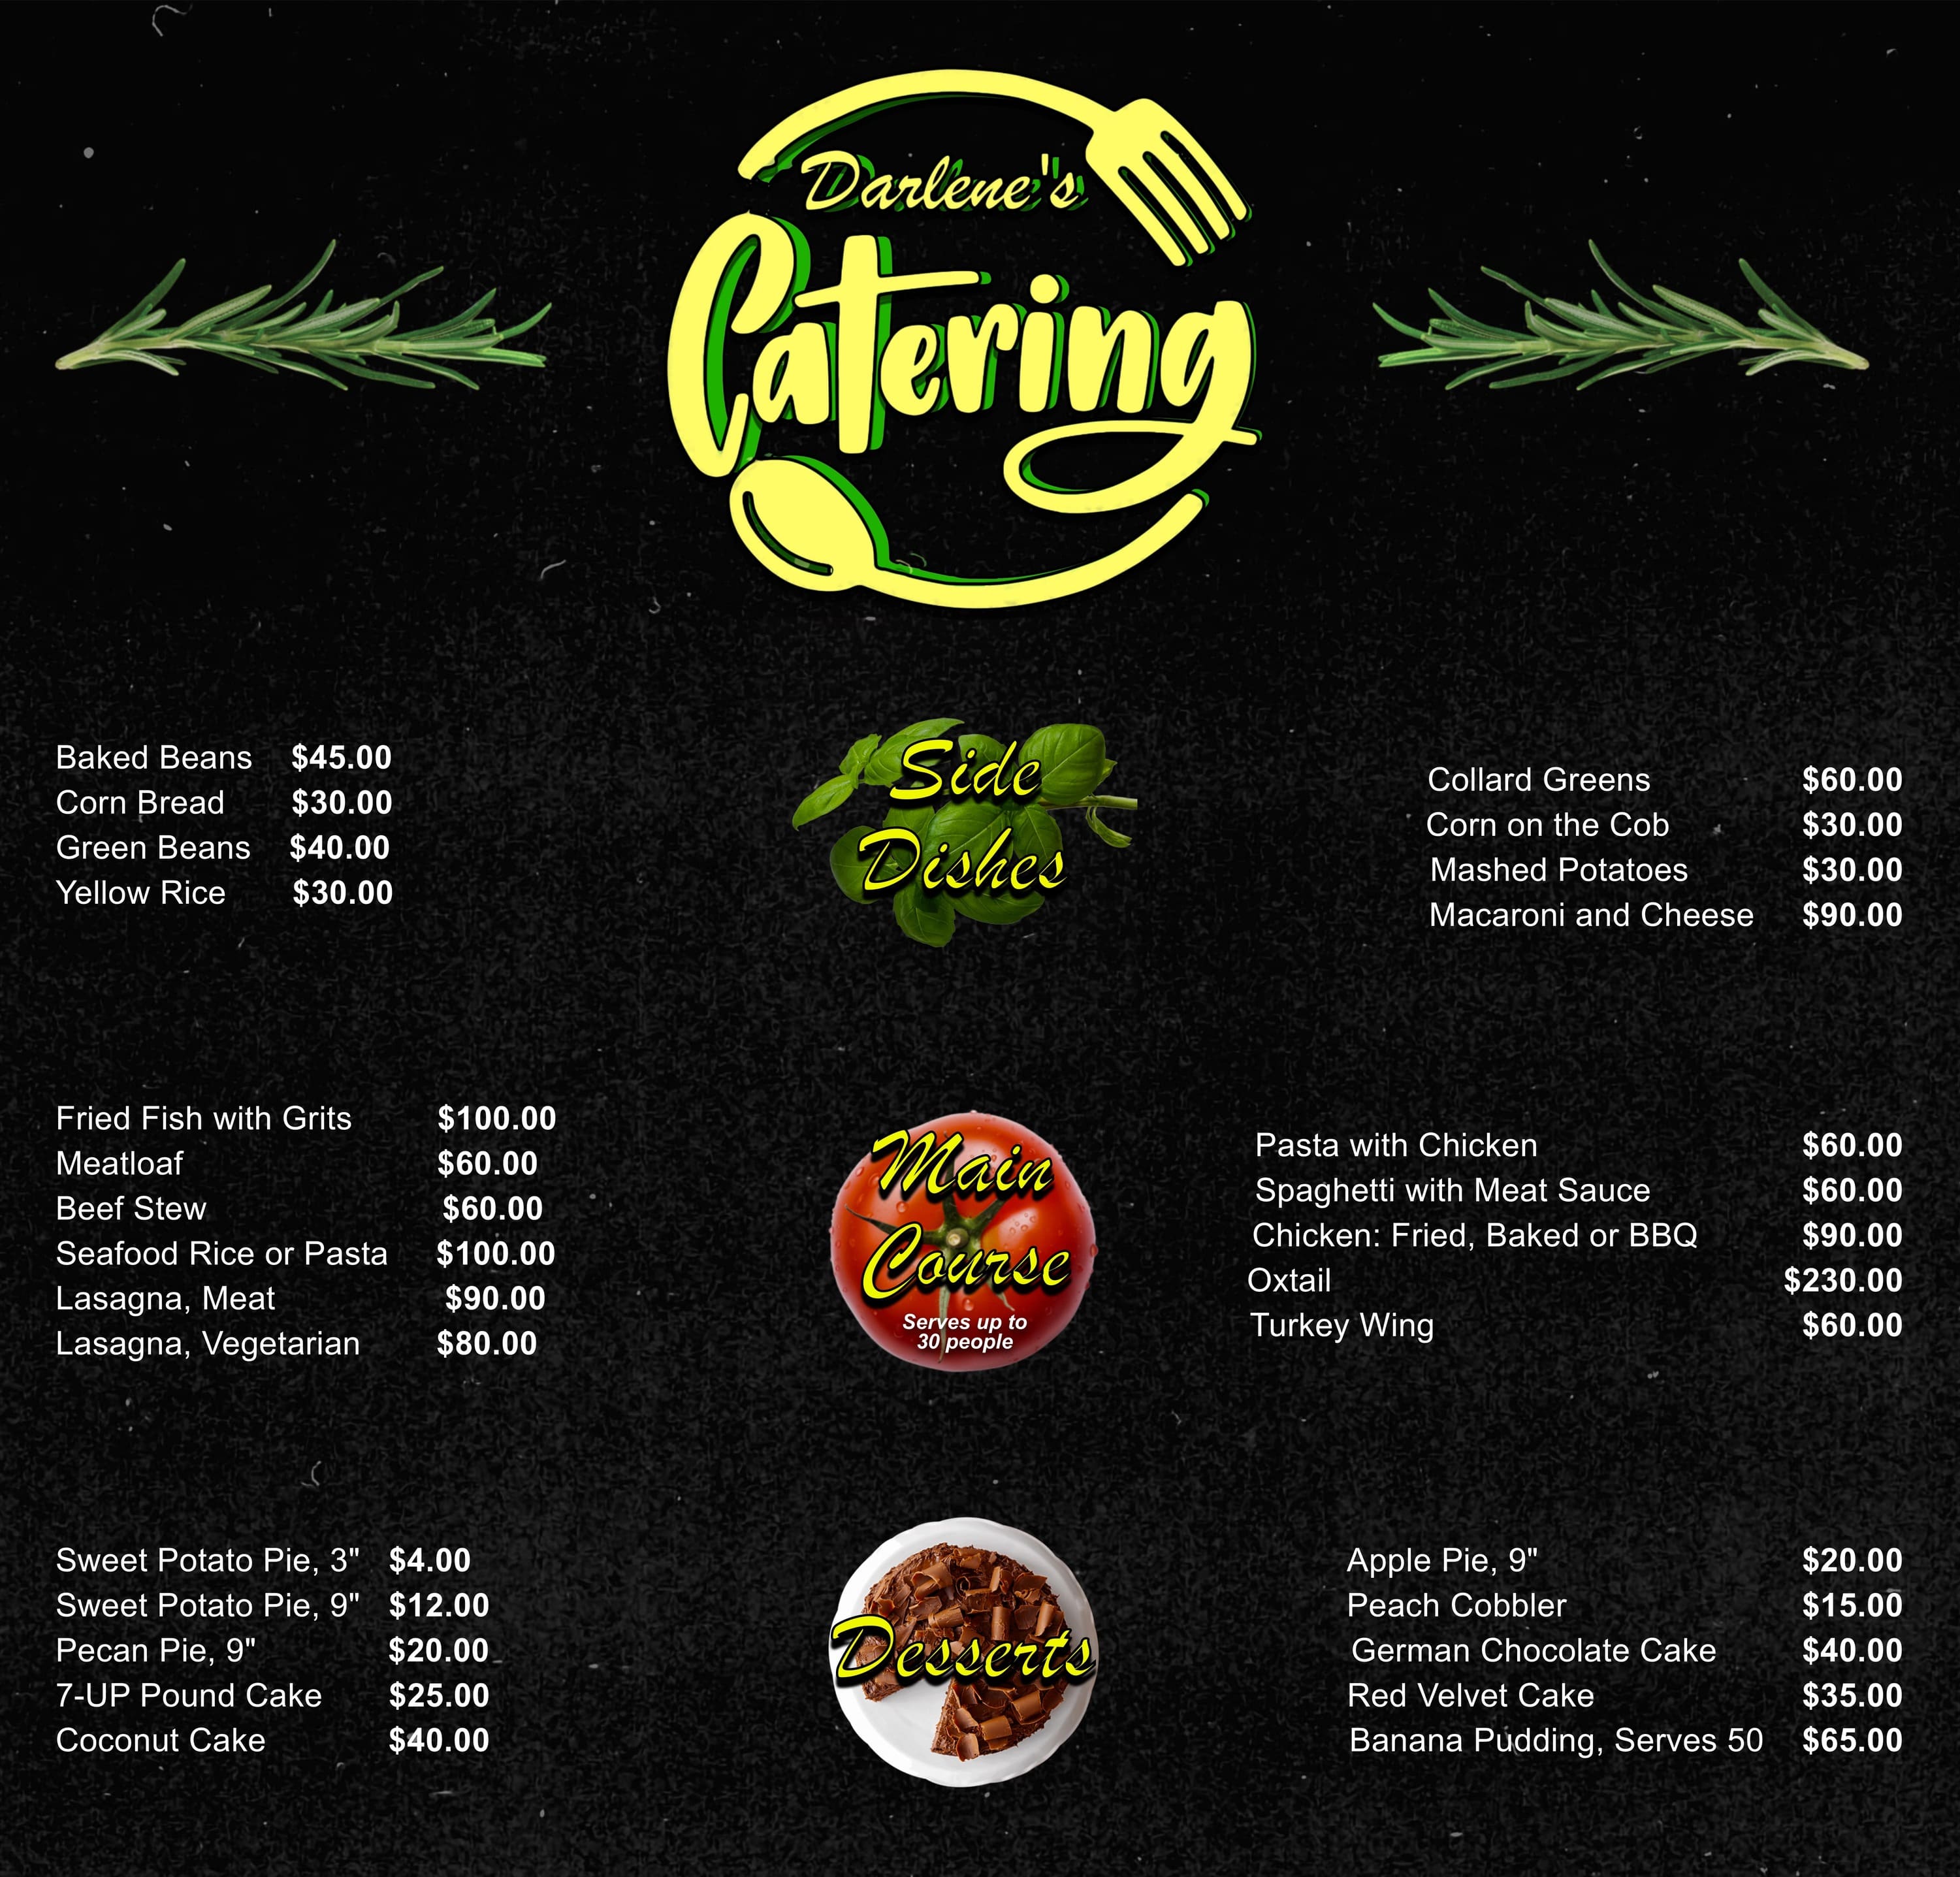 Darlene's
Catering
Side
Dishes
Baked Beans $45.00
Corn Bread $30.00
Green Beans $40.00
Yellow Rice $30.00
Collard Greens $60.00
Corn on the Cob $30.00
Mashed Potatoes $30.00
Macaroni and Cheese $90.00
Main
Course
Serves up to
30 people
Fried Fish with Grits $100.00
Meatloaf $60.00
Beef Stew $60.00
Seafood Rice or Pasta $100.00
Lasagna, Meat $90.00
Lasagna, Vegetarian $80.00
Pasta with Chicken $60.00
Spaghetti with Meat Sauce $60.00
Chicken: Fried, Baked or BBQ $90.00
Oxtail $230.00
Turkey Wing $60.00
Desserts
Sweet Potato Pie, 3" $4.00
Sweet Potato Pie, 9" $12.00
Pecan Pie, 9" $20.00
7-UP Pound Cake $25.00
Coconut Cake $40.00
Apple Pie, 9" $20.00
Peach Cobbler $15.00
German Chocolate Cake $40.00
Red Velvet Cake $35.00
Banana Pudding, Serves 50 $65.00